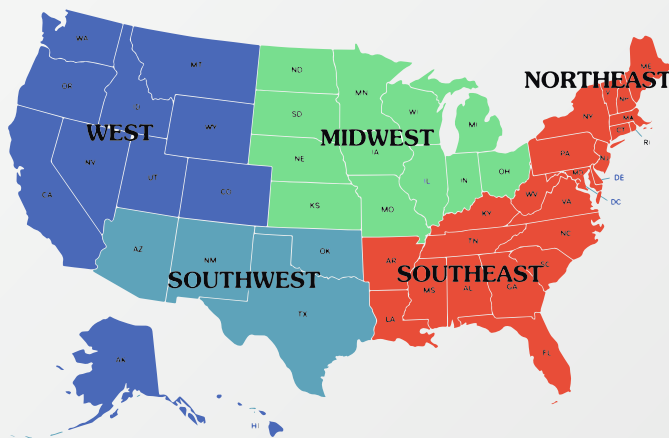 WA
ME
MT
ND
NORTHEAST
OR
MN
NH
ID
SD
WI
NY
MA
WY
MI
CT
WEST
MIDWEST
RI
IA
PA
NV
NE
NJ
OH
UT
IL
IN
DE
CO
WV
CA
KS
MO
VA
DC
KY
NC
TN
AZ
OK
NM
AR
SC
SOUTHWEST
SOUTHEAST
MS
AL
GA
TX
LA
FL
AK
HI